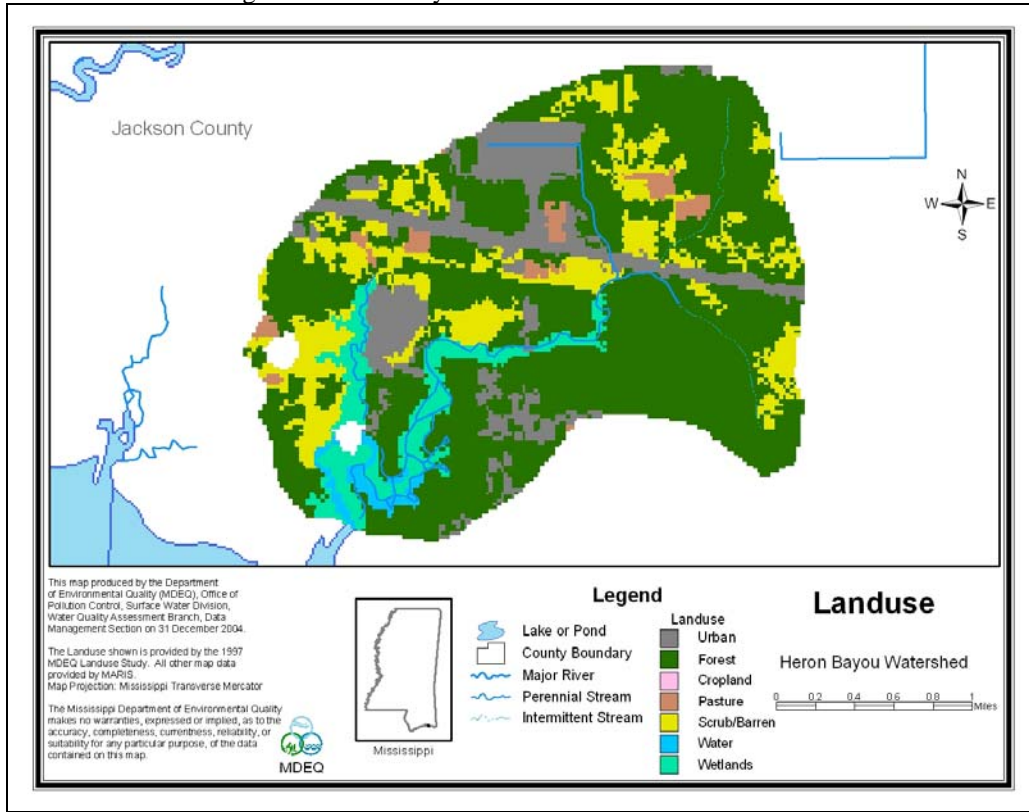 Jackson County
N
W E
S
This map produced by the Department
of Environmental Quality (MDEQ), Office of
Pollution Control, Surface Water Division,
Water Quality Assessment Branch, Data
Management Section on 31 December 2004.
The Landuse shown is provided by the 1997
MDEQ Landuse Study. All other map data
provided by MARIS.
Map Projection: Mississippi Transverse Mercator
The Mississippi Department of Environmental Quality
makes no warranties, expressed or implied, as to the
accuracy, completeness, currentness, reliability, or
suitability for any particular purpose, of the data
contained on this map.
MDEQ
Mississippi
Legend
Lake or Pond
County Boundary
Major River
Perennial Stream
Intermittent Stream
Landuse
Urban
Forest
Cropland
Pasture
Scrub/Barren
Water
Wetlands
Landuse
Heron Bayou Watershed
0 0.2 0.4 0.6 0.8 1
Miles